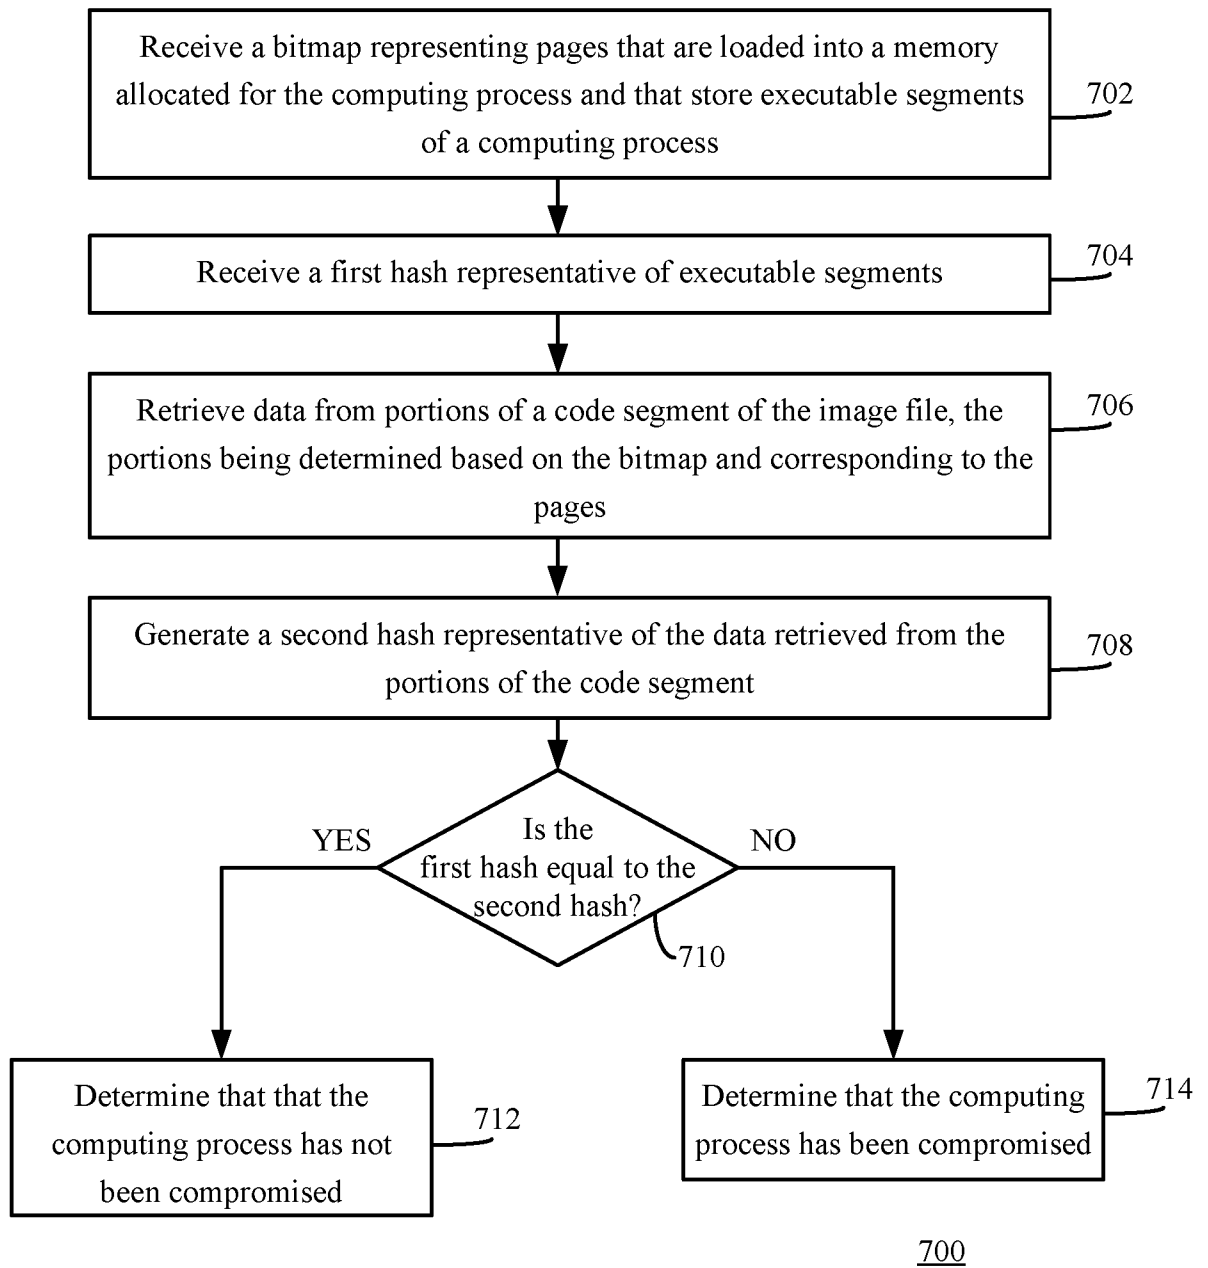 Receive a bitmap representing pages that are loaded into a memory
allocated for the computing process and that store executable segments
of a computing process
702
Receive a first hash representative of executable segments
704
Retrieve data from portions of a code segment of the image file, the
portions being determined based on the bitmap and corresponding to the
pages
706
Generate a second hash representative of the data retrieved from the
portions of the code segment
708
YES
NO
Is the
first hash equal to the
second hash?
710
Determine that that the
computing process has not
been compromised
712
Determine that the computing
process has been compromised
714
700